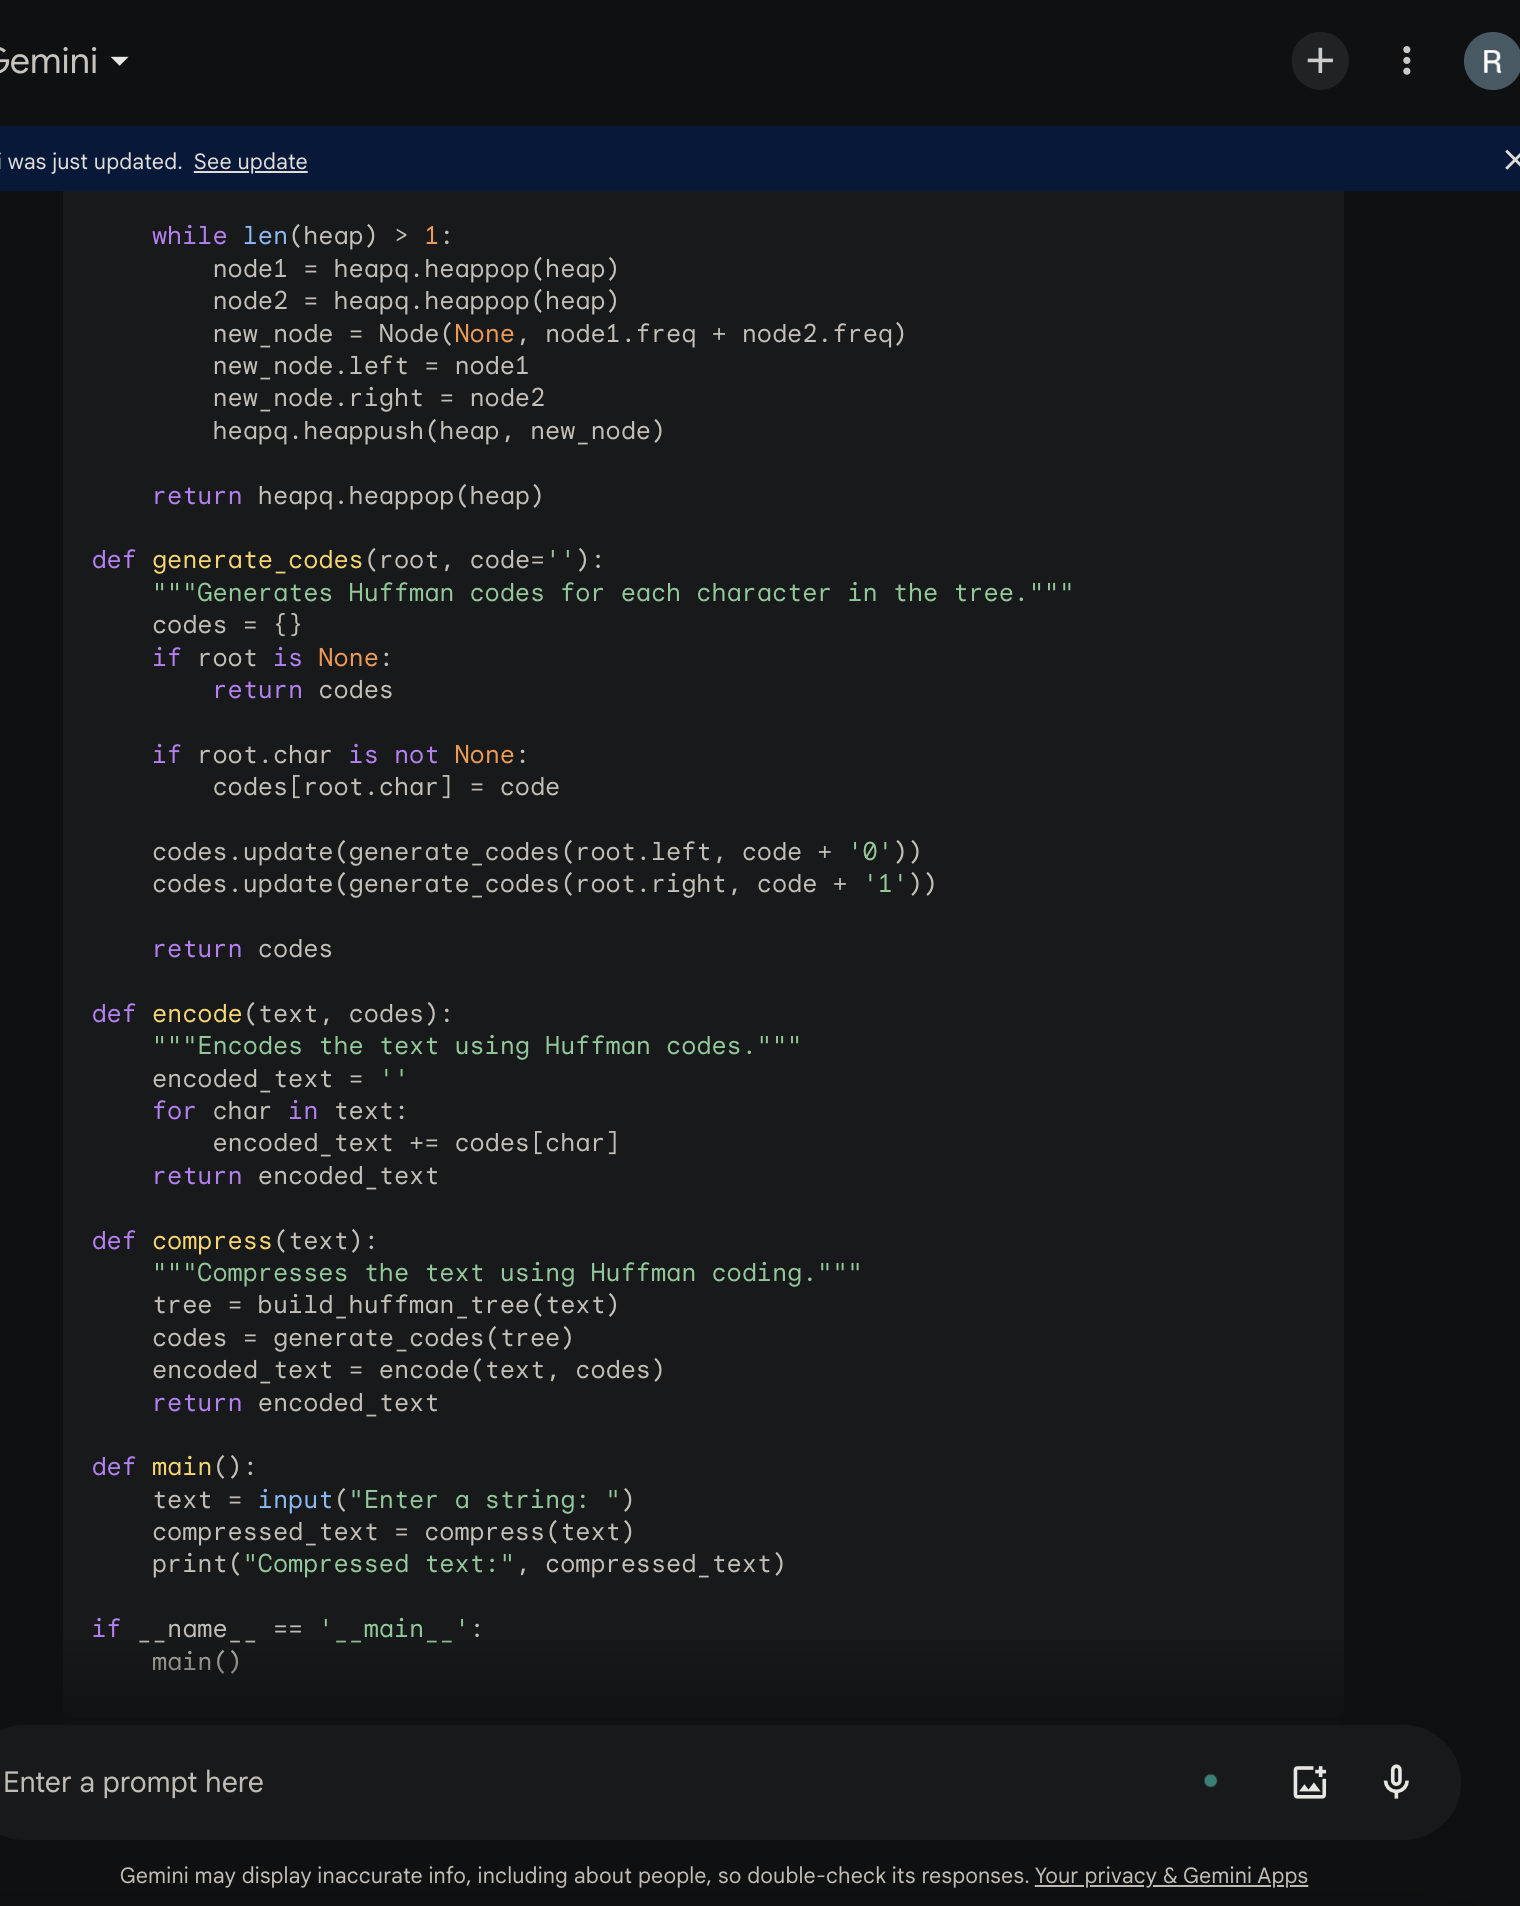 Gemini
R
i was just updated. See update
while len(heap) > 1:
node1 = heapq.heappop(heap)
node2 = heapq.heappop(heap)
new_node = Node(None, node1.freq + node2.freq)
new_node.left = node1
new_node.right = node2
heapq.heappush(heap, new_node)
return heapq.heappop(heap)
def generate_codes(root, code=''):
"""Generates Huffman codes for each character in the tree."""
codes = {}
if root is None:
return codes
if root.char is not None:
codes[root.char] = code
codes.update(generate_codes(root.left, code + '0'))
codes.update(generate_codes(root.right, code + '1'))
return codes
def encode(text, codes):
"""Encodes the text using Huffman codes."""
encoded_text = ''
for char in text:
encoded_text += codes[char]
return encoded_text
def compress(text):
"""Compresses the text using Huffman coding."""
tree = build_huffman_tree(text)
codes = generate_codes(tree)
encoded_text = encode(text, codes)
return encoded_text
def main():
text = input("Enter a string: ")
compressed_text = compress(text)
print("Compressed text:", compressed_text)
if __name__ == '__main__':
main()
Enter a prompt here
Gemini may display inaccurate info, including about people, so double-check its responses. Your privacy & Gemini Apps